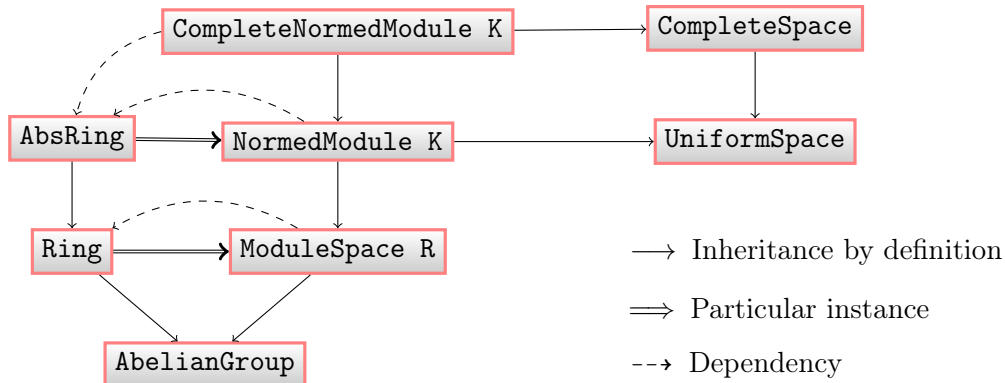 CompleteNormedModule K
CompleteSpace
AbsRing
NormedModule K
UniformSpace
Ring
ModuleSpace R
Inheritance by definition
Particular instance
AbelianGroup
Dependency